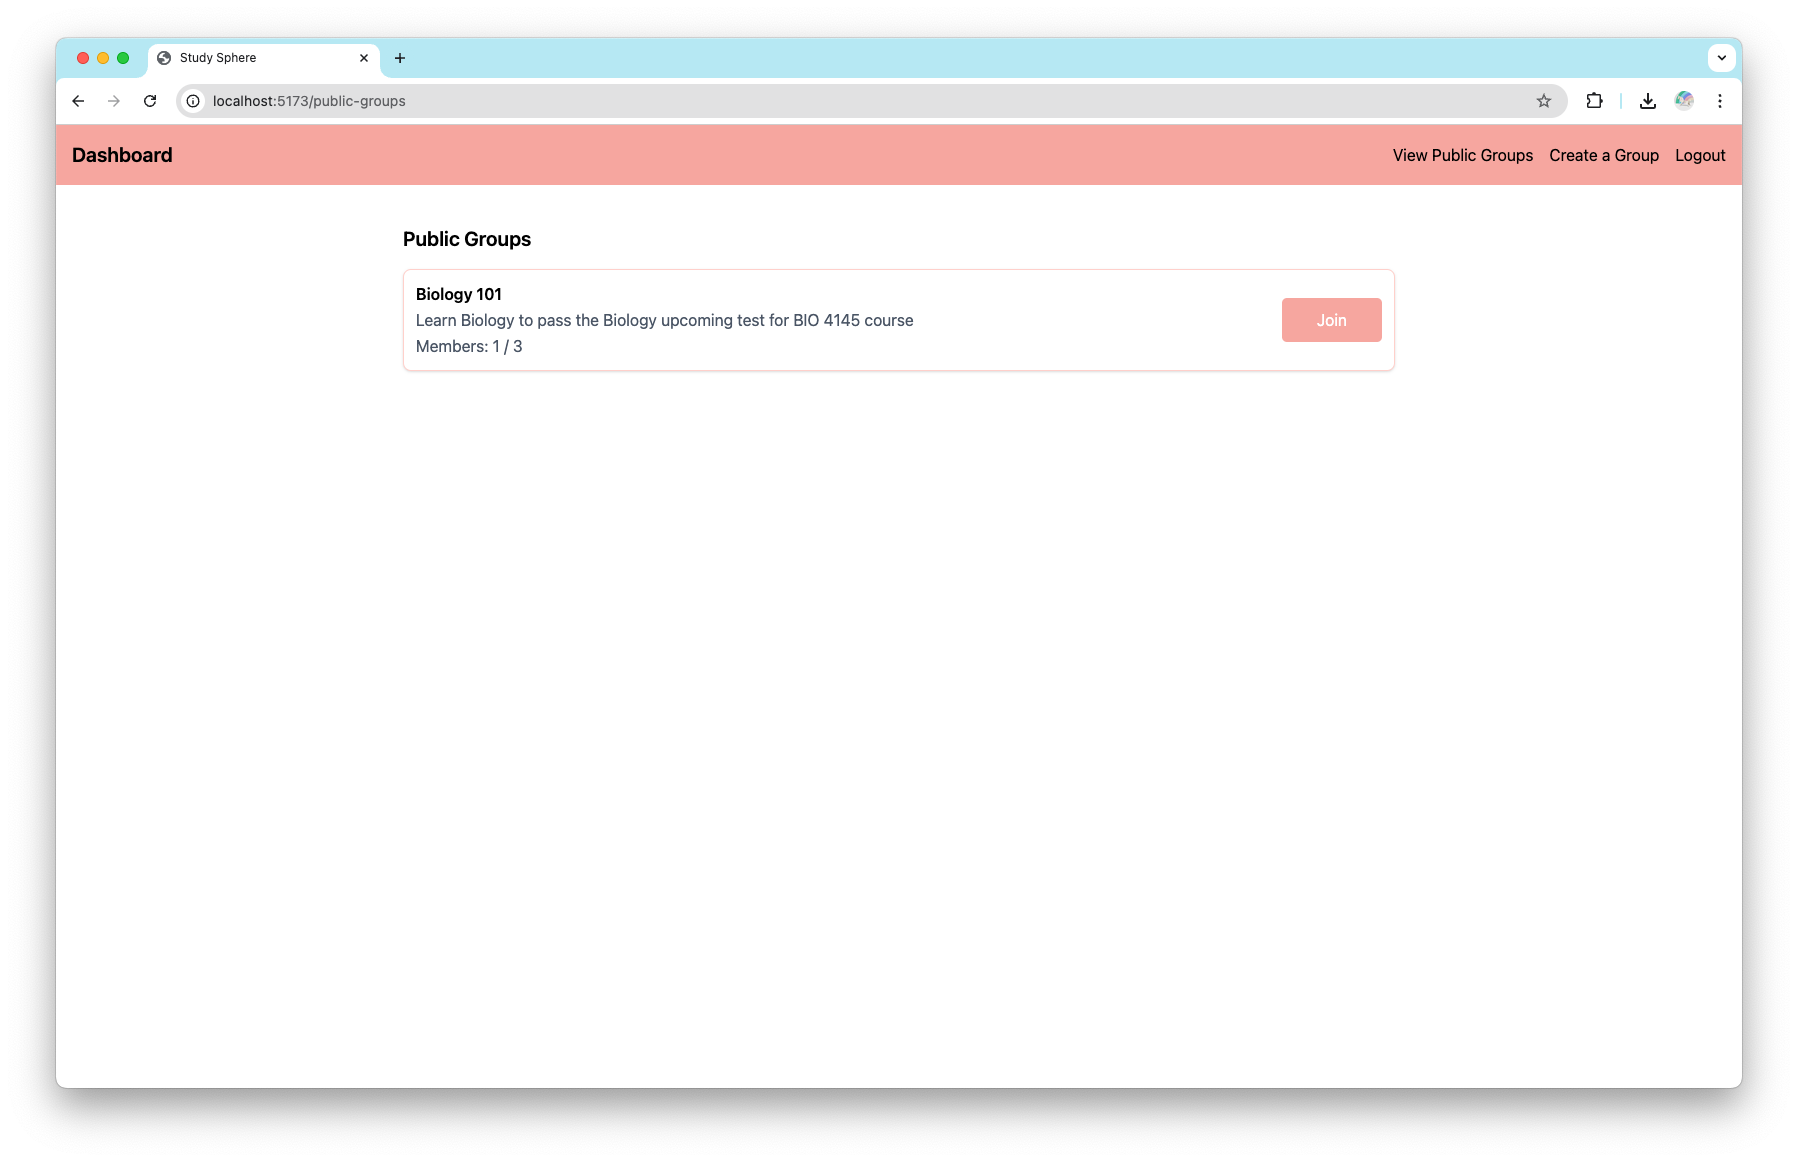 Study Sphere
localhost:5173/public-groups
Dashboard
View Public Groups
Create a Group
Logout
Public Groups
Biology 101
Learn Biology to pass the Biology upcoming test for BIO 4145 course
Members: 1 / 3
Join